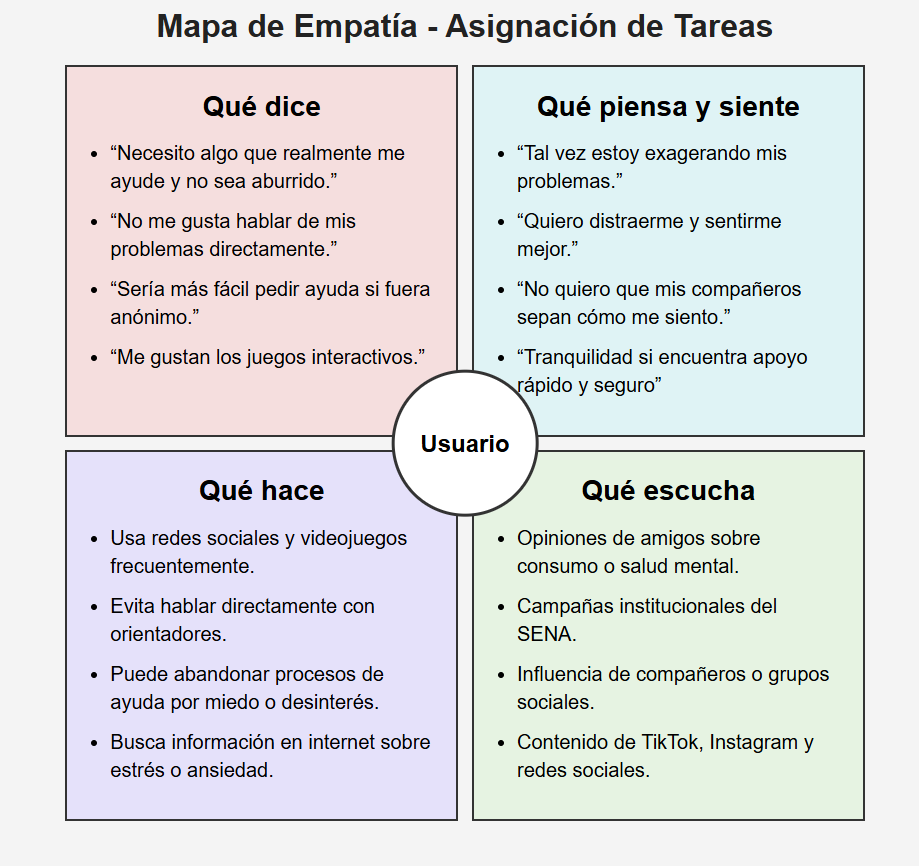 Mapa de Empatía - Asignación de Tareas
Qué dice
• “Necesito algo que realmente me
ayude y no sea aburrido.”
• “No me gusta hablar de mis
problemas directamente.”
• “Sería más fácil pedir ayuda si fuera
anónimo.”
• “Me gustan los juegos interactivos.”
Qué piensa y siente
• “Tal vez estoy exagerando mis
problemas.”
• “Quiero distraerme y sentirme
mejor.”
• “No quiero que mis compañeros
sepan cómo me siento.”
• “Tranquilidad si encuentra apoyo
rápido y seguro”
Usuario
Qué hace
• Usa redes sociales y videojuegos
frecuentemente.
• Evita hablar directamente con
orientadores.
• Puede abandonar procesos de
ayuda por miedo o desinterés.
• Busca información en internet sobre
estrés o ansiedad.
Qué escucha
• Opiniones de amigos sobre
consumo o salud mental.
• Campañas institucionales del
SENA.
• Influencia de compañeros o grupos
sociales.
• Contenido de TikTok, Instagram y
redes sociales.